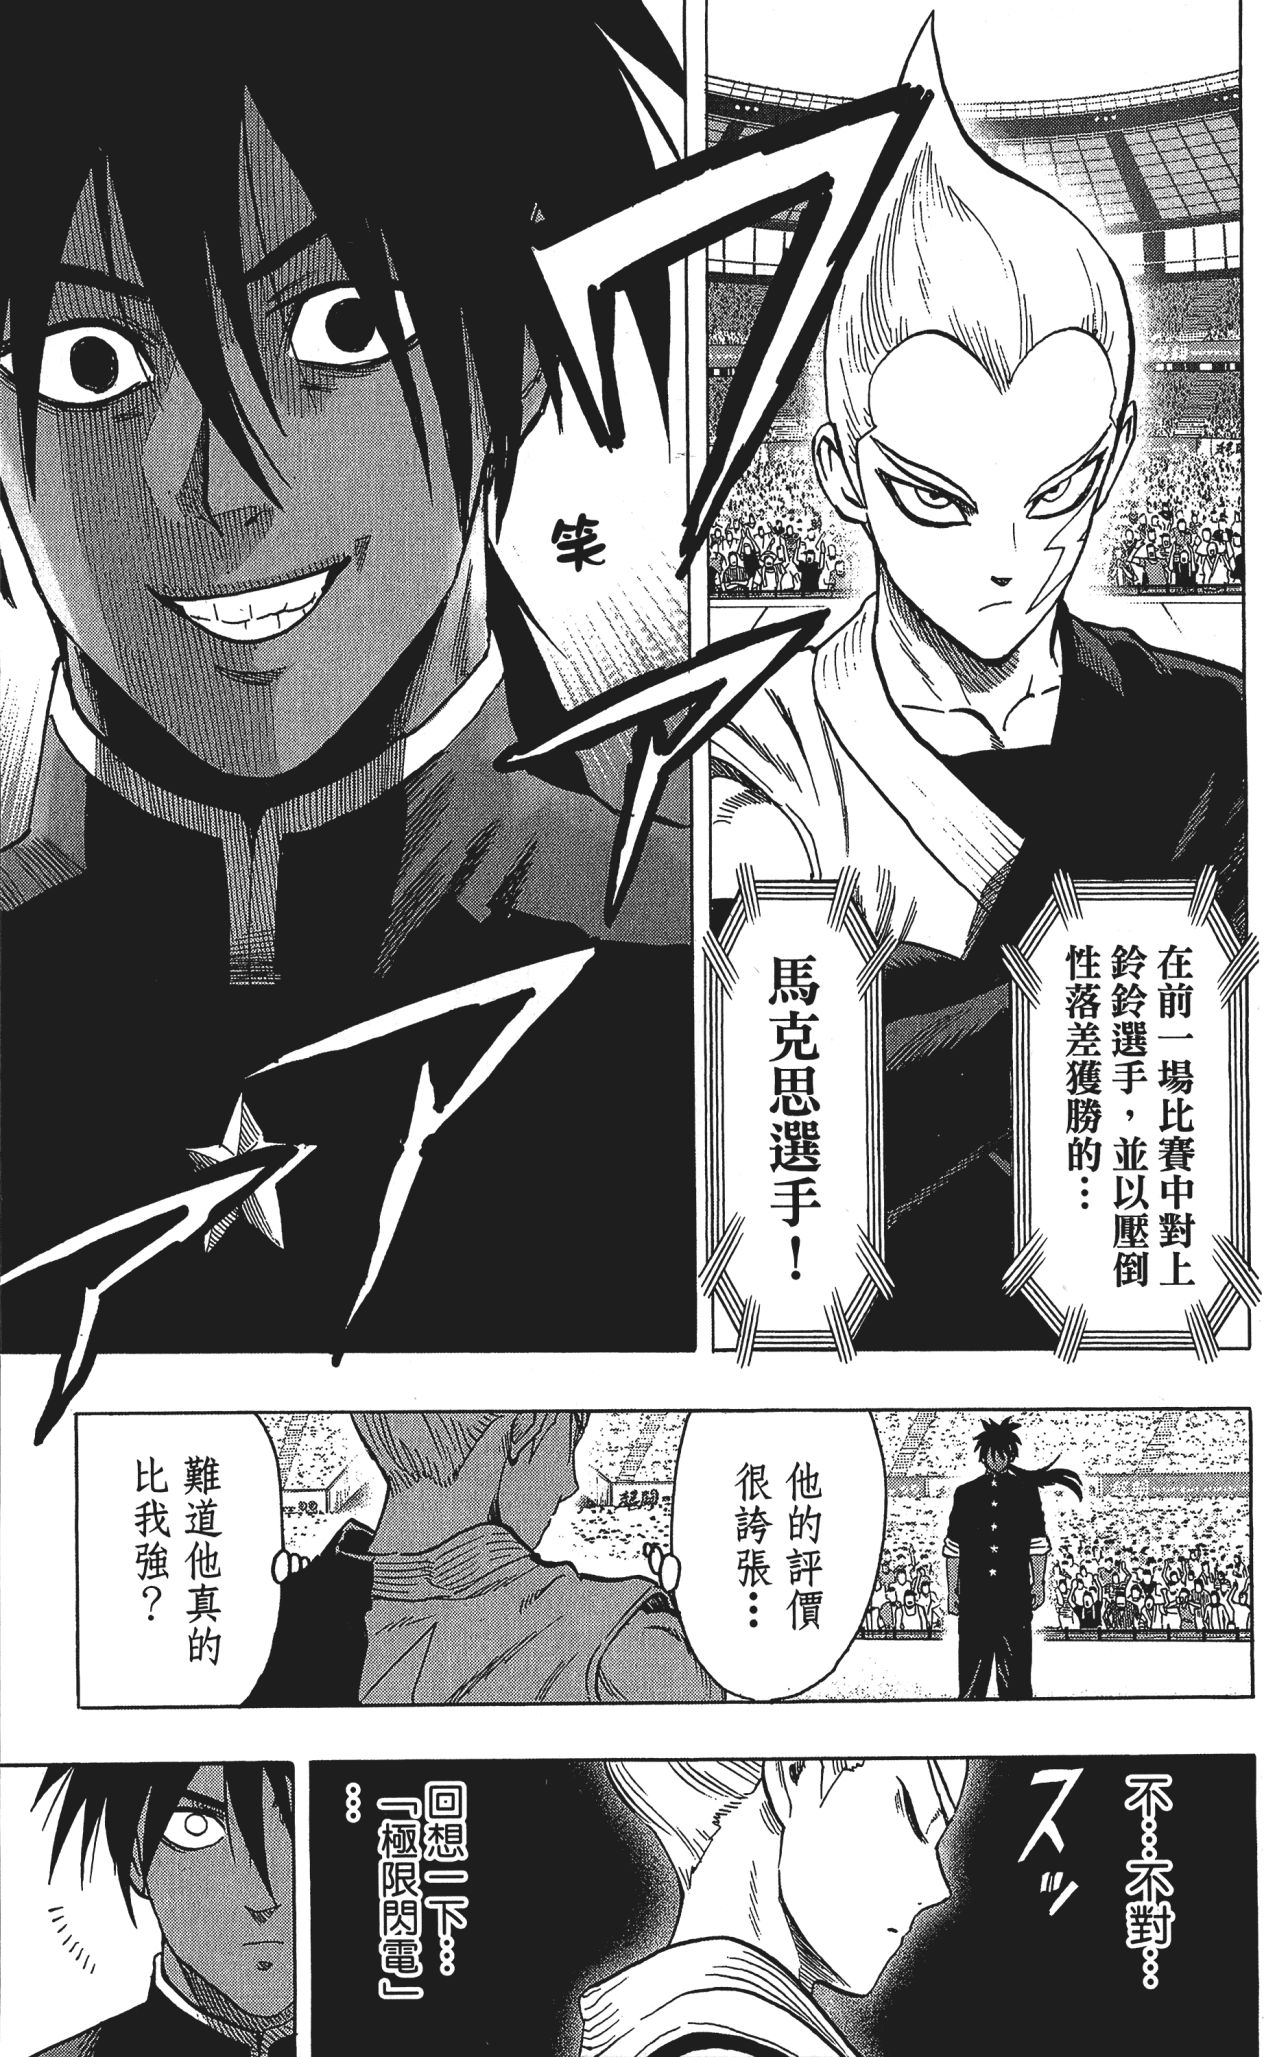 在前一場比賽中對上
鈴鈴選手，並以壓倒
性落差獲勝的…
馬克思選手！
笑
他的評價
很誇張…
難道他真的
比我強？
不…不對…
スッ
回想一下…
「極限閃電」
…